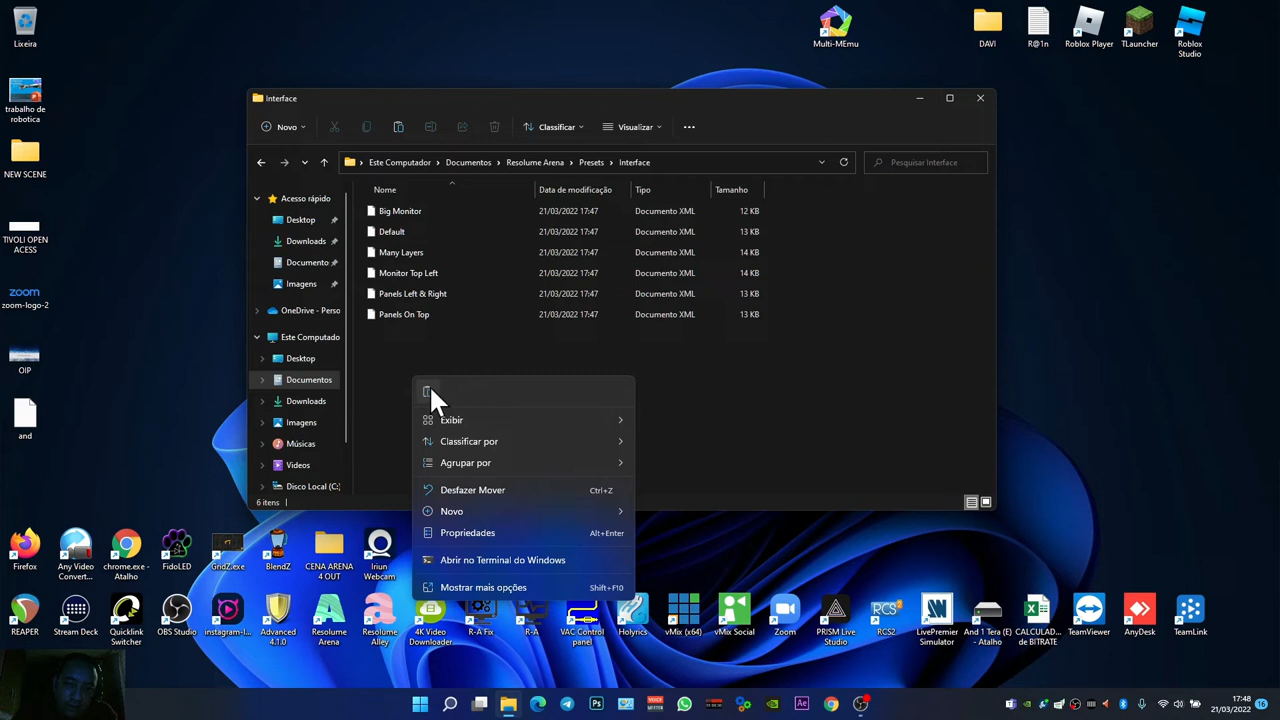 Lixeira
Multi-MEmu
DAVI
R@1n
Roblox Player
TLauncher
Roblox
Studio
trabalho de
robotica
NEW SCENE
TIVOLI OPEN
ACESS
zoom
zoom-logo-2
OIP
and
Interface
Novo
Classificar
Visualizar
Este Computador
Documentos
Resolume Arena
Presets
Interface
Pesquisar Interface
Nome
Data de modificação
Tipo
Tamanho
Acesso rápido
Desktop
Downloads
Documento
Imagens
OneDrive - Perso
Este Computado
Desktop
Documentos
Downloads
Imagens
Músicas
Vídeos
Disco Local (C:
Big Monitor 21/03/2022 17:47 Documento XML 12 KB
Default 21/03/2022 17:47 Documento XML 13 KB
Many Layers 21/03/2022 17:47 Documento XML 14 KB
Monitor Top Left 21/03/2022 17:47 Documento XML 14 KB
Panels Left & Right 21/03/2022 17:47 Documento XML 13 KB
Panels On Top 21/03/2022 17:47 Documento XML 13 KB
Exibir
Classificar por
Agrupar por
Desfazer Mover Ctrl+Z
Novo
Propriedades Alt+Enter
Abrir no Terminal do Windows
Mostrar mais opções Shift+F10
6 itens
Firefox
Any Video
Convert...
chrome.exe -
Atalho
FidoLED
GridZ.exe
BlendZ
CENA ARENA
4 OUT
Iriun
Webcam
REAPER
Stream Deck
Quicklink
Switcher
OBS Studio
instagram-l...
Advanced
4.1.0
Resolume
Arena
Resolume
Alley
4K Video
Downloader
R-A Fix
R-A
VAC Control
panel
Holyrics
vMix (x64)
vMix Social
Zoom
PRISM Live
Studio
RCS2
RCS²
LivePremier
Simulator
And 1 Tera (E)
- Atalho
CALCULAD...
de BITRATE
TeamViewer
AnyDesk
TeamLink
Ps
Ae
17:48
21/03/2022
16